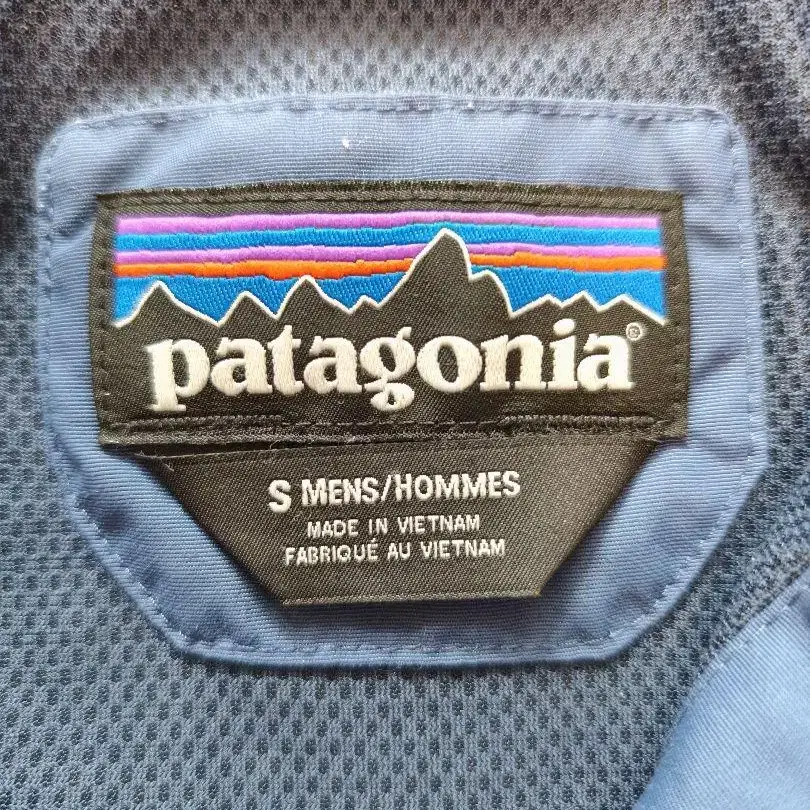 patagonia®
S MENS/HOMMES
MADE IN VIETNAM
FABRIQUÉ AU VIETNAM